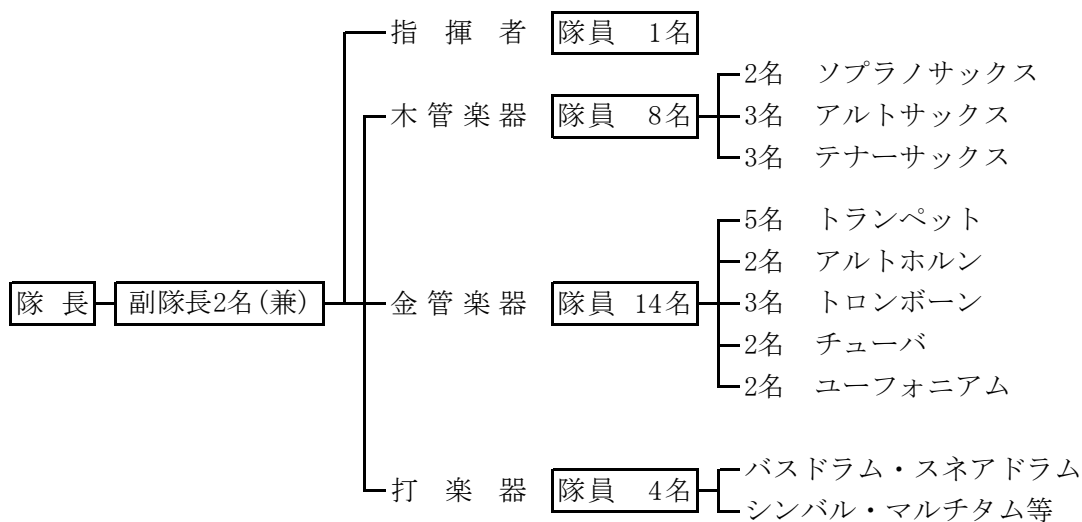 指揮者 隊員 1名
2名 ソプラノサックス
木管楽器 隊員 8名
3名 アルトサックス
3名 テナーサックス
5名 トランペット
2名 アルトホルン
隊長 副隊長2名(兼) 金管楽器 隊員 14名
3名 トロンボーン
2名 チューバ
2名 ユーフォニアム
打楽器 隊員 4名
バスドラム・スネアドラム
シンバル・マルチタム等